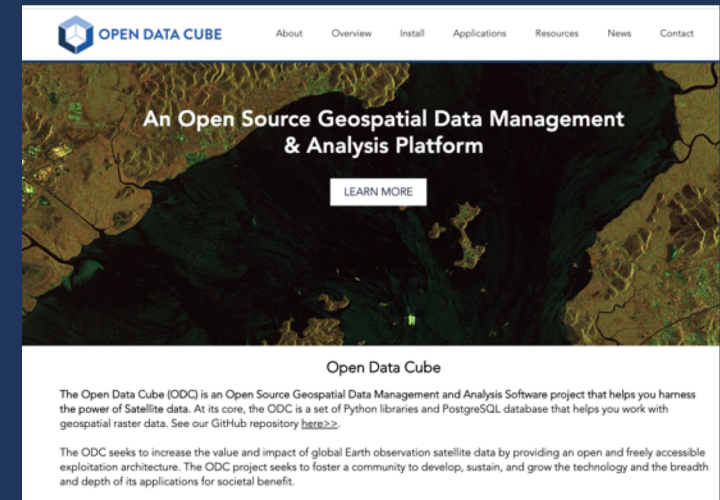 OPEN DATA CUBE
About Overview Install Applications Resources News Contact
An Open Source Geospatial Data Management
& Analysis Platform
LEARN MORE
Open Data Cube
The Open Data Cube (ODC) is an Open Source Geospatial Data Management and Analysis Software project that helps you harness
the power of Satellite data. At its core, the ODC is a set of Python libraries and PostgreSQL database that helps you work with
geospatial raster data. See our GitHub repository here>>.
The ODC seeks to increase the value and impact of global Earth observation satellite data by providing an open and freely accessible
exploitation architecture. The ODC project seeks to foster a community to develop, sustain, and grow the technology and the breadth
and depth of its applications for societal benefit.